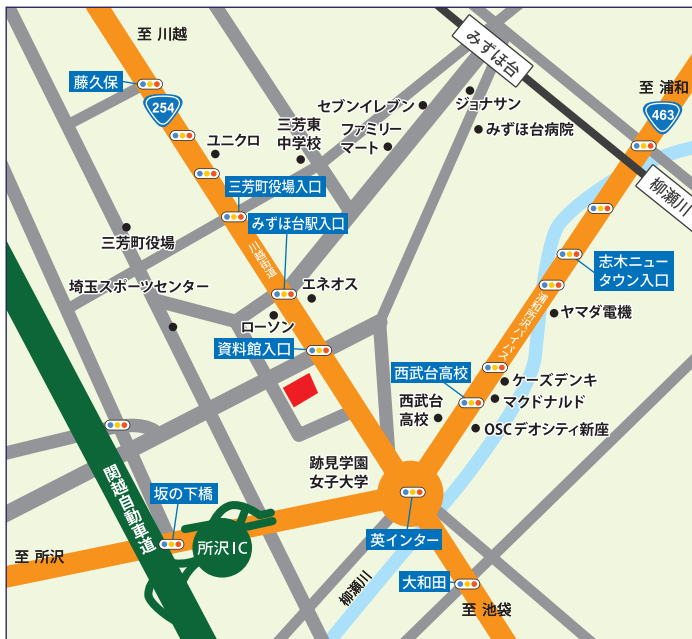 至 川越
みずほ台
藤久保
254
セブンイレブン
ジョナサン
至 浦和
463
ユニクロ
三芳東
中学校
ファミリー
マート
みずほ台病院
三芳町役場入口
柳瀬川
みずほ台駅入口
三芳町役場
川越街道
志木ニュー
タウン入口
埼玉スポーツセンター
エネオス
浦和所沢バイパス
ヤマダ電機
ローソン
資料館入口
西武台高校
ケーズデンキ
西武台
高校
マクドナルド
OSCデオシティ新座
跡見学園
女子大学
関越自動車道
坂の下橋
所沢IC
英インター
至 所沢
柳瀬川
大和田
至 池袋